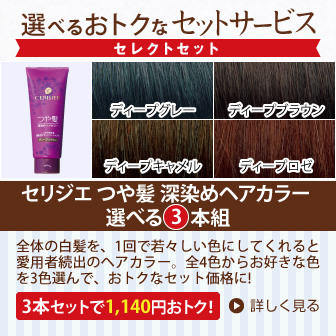 選べるおトクなセットサービス
セレクトセット
CERISIER
つや髪
ディープグレー
ディープブラウン
ディープキャメル
ディープロゼ
セリジエ つや髪 深染めヘアカラー
選べる3本組
全体の白髪を、1回で若々しい色にしてくれると
愛用者続出のヘアカラー。全4色からお好きな色
を3色選んで、おトクなセット価格に!
3本セットで1,140円おトク!
詳しく見る